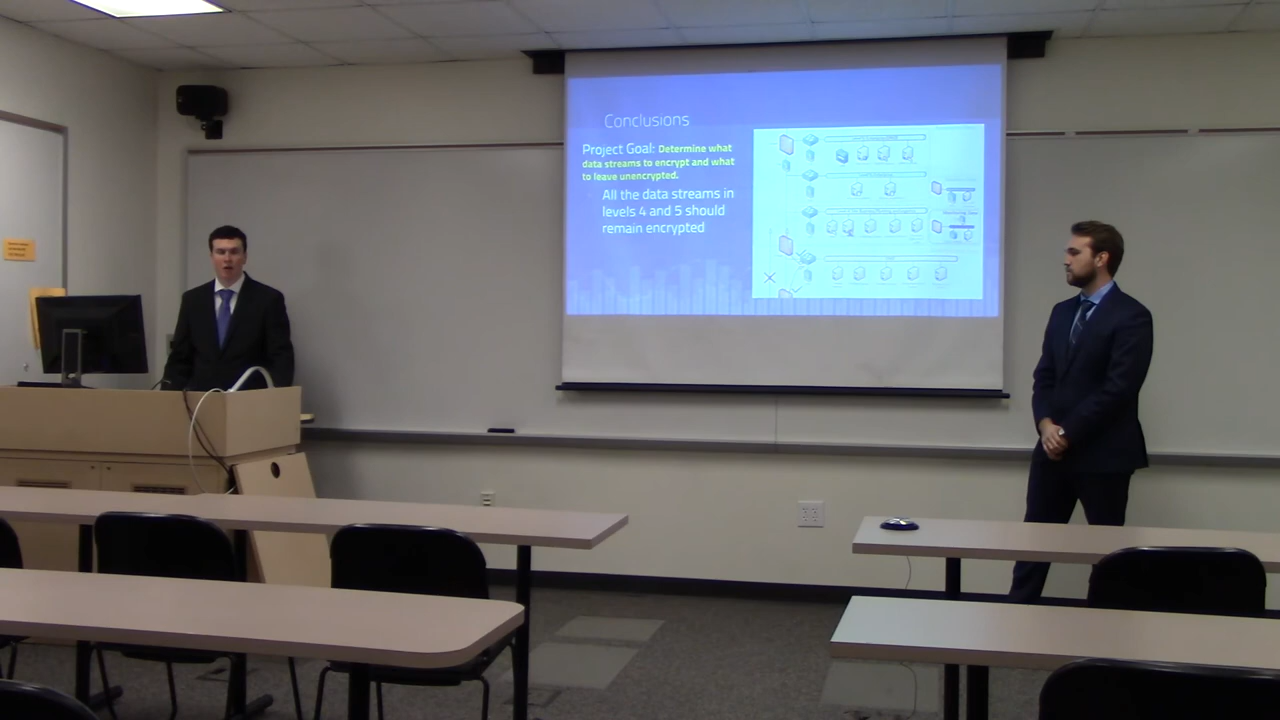 Conclusions
Project Goal: Determine what
data streams to encrypt and what
to leave unencrypted.
All the data streams in
levels 4 and 5 should
remain encrypted